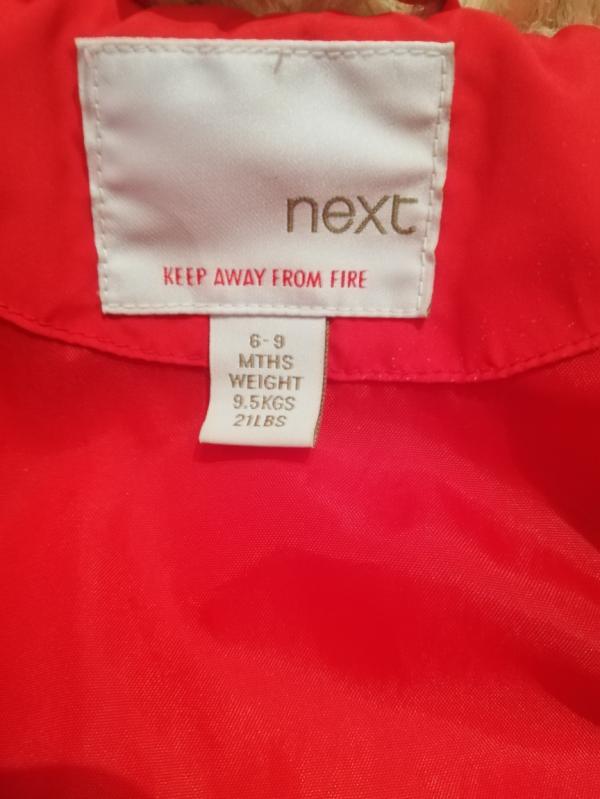 next
KEEP AWAY FROM FIRE
6-9
MTHS
WEIGHT
9.5KGS
21LBS